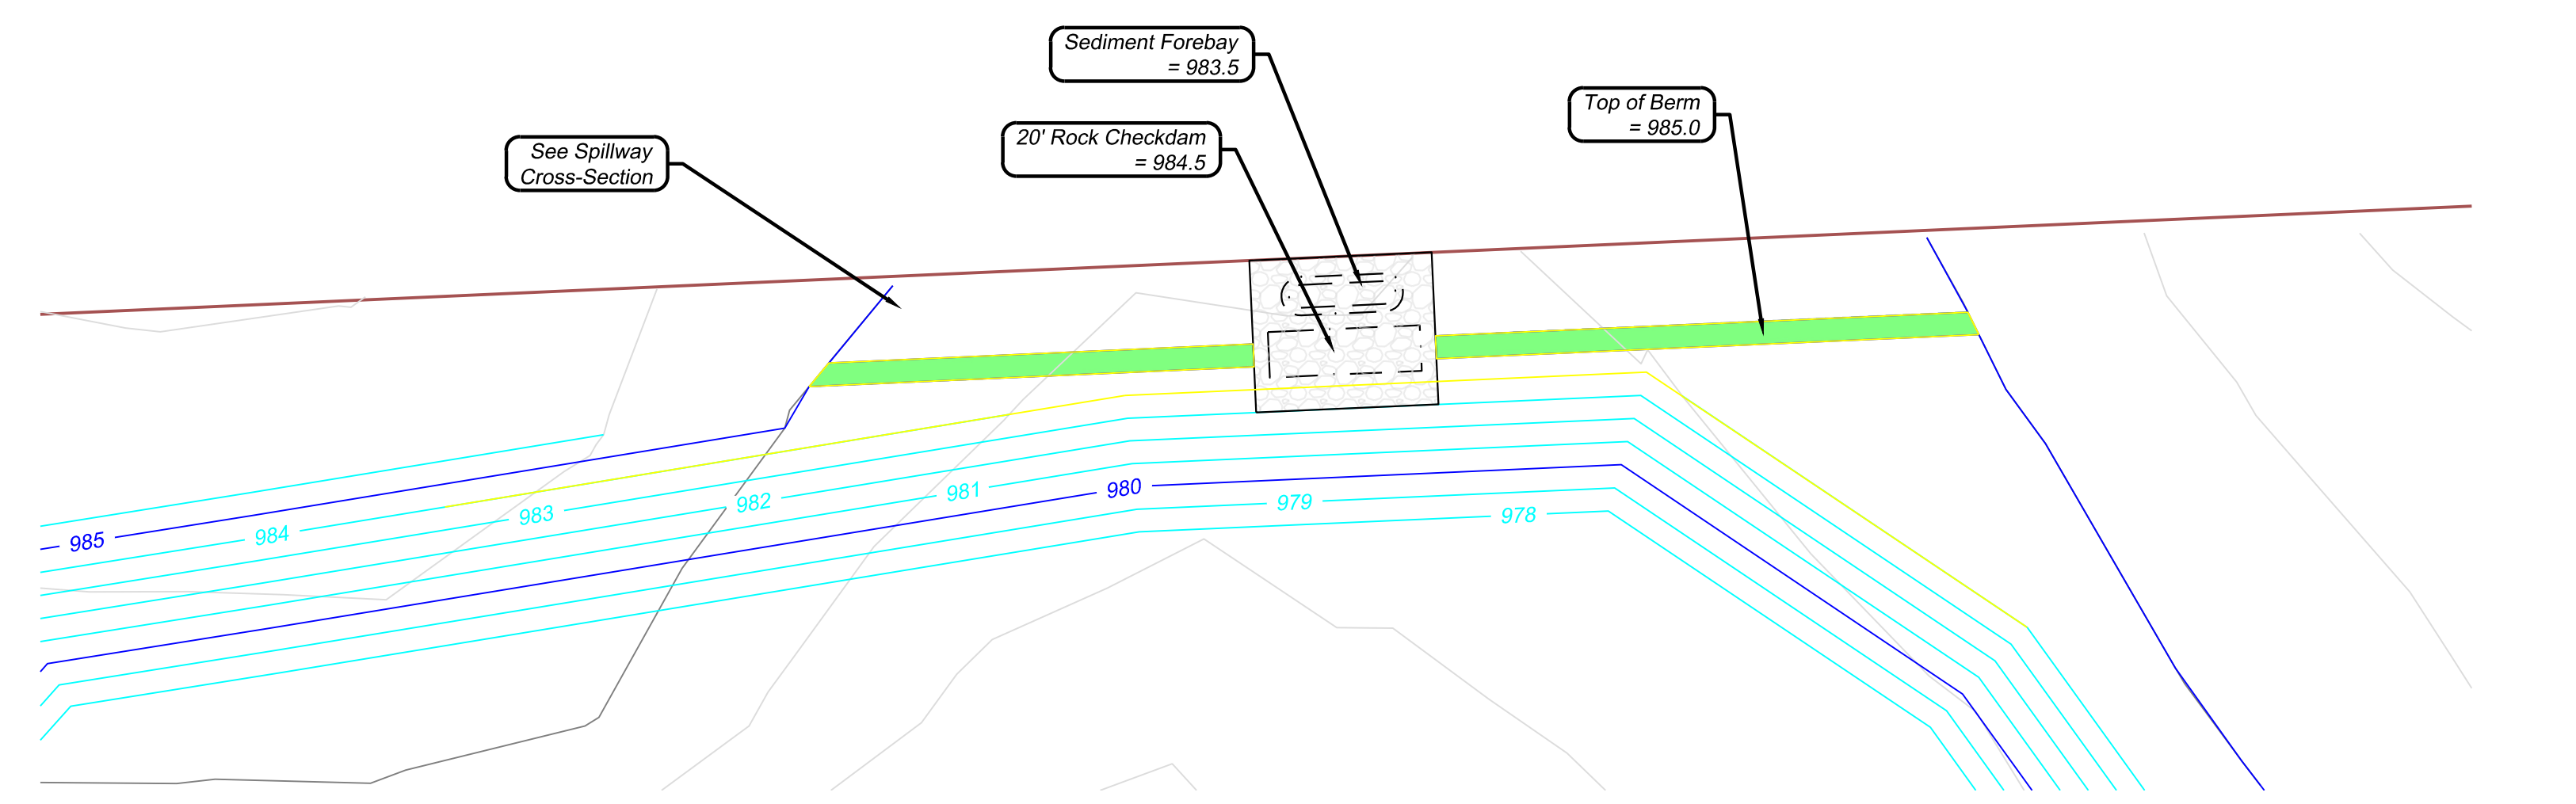 Sediment Forebay
= 983.5
20' Rock Checkdam
= 984.5
Top of Berm
= 985.0
See Spillway
Cross-Section
985
984
983
982
981
980
979
978